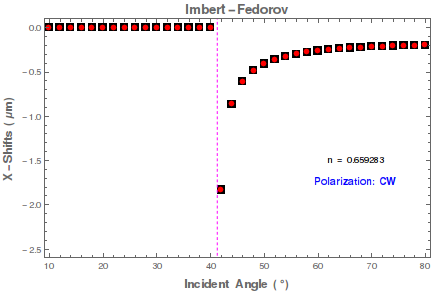 Imbert-Fedorov
X-Shifts (μm)
0.0
-0.5
-1.0
-1.5
-2.0
-2.5
n = 0.659283
Polarization: CW
10 20 30 40 50 60 70 80
Incident Angle (°)